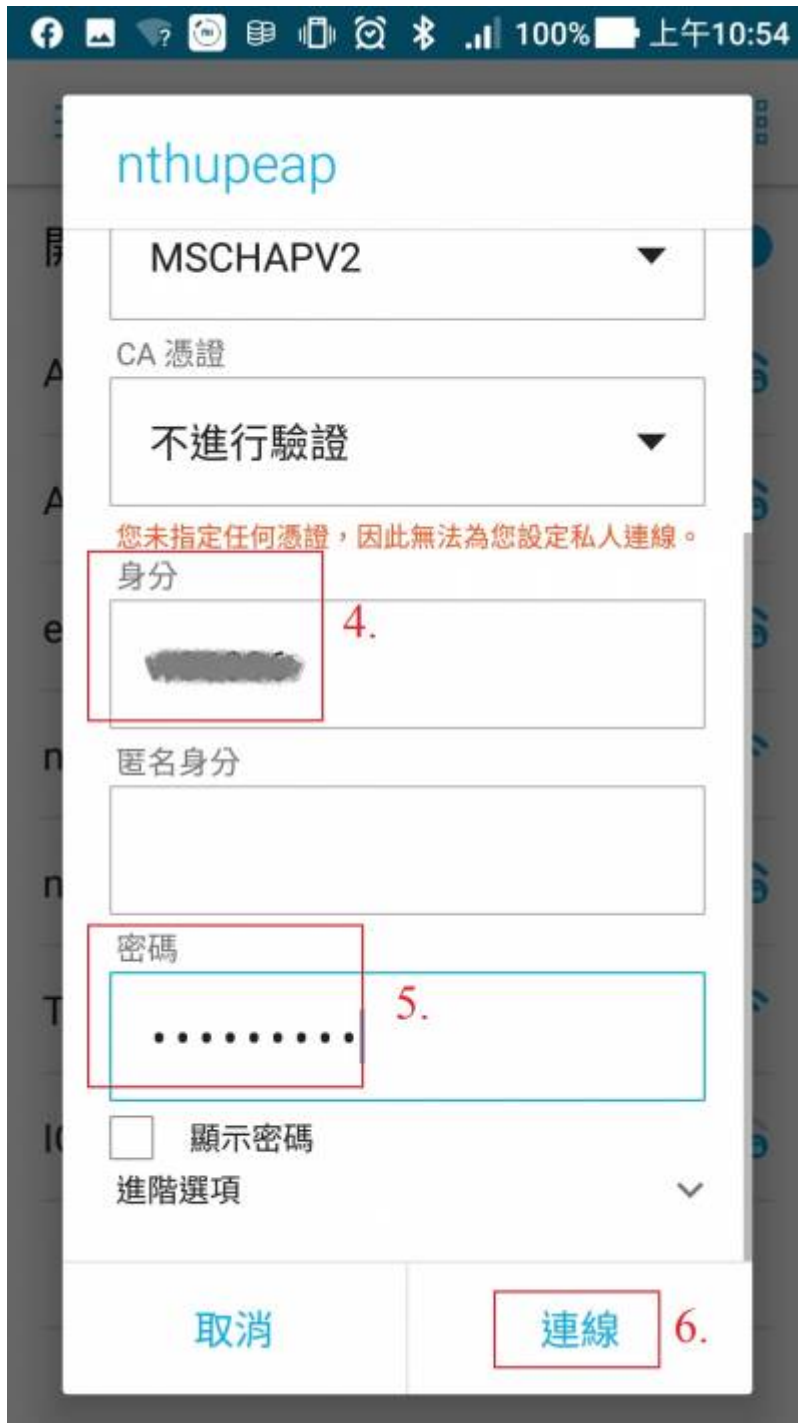 100% 上午10:54
nthupeap
開
MSCHAPV2
CA 憑證
A
不進行驗證
A
您未指定任何憑證，因此無法為您設定私人連線。
身分
4.
e
n
匿名身分
n
密碼
T
5.
•••••••••
顯示密碼
進階選項
取消
連線
6.